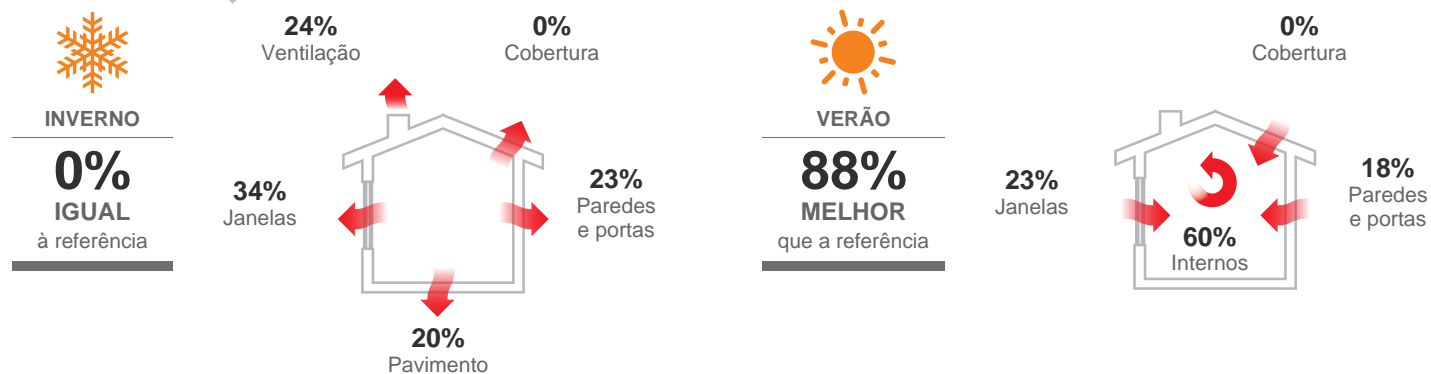 INVERNO
0%
IGUAL
à referência
24%
Ventilação
0%
Cobertura
34%
Janelas
23%
Paredes
e portas
20%
Pavimento
VERÃO
88%
MELHOR
que a referência
0%
Cobertura
23%
Janelas
18%
Paredes
e portas
60%
Internos